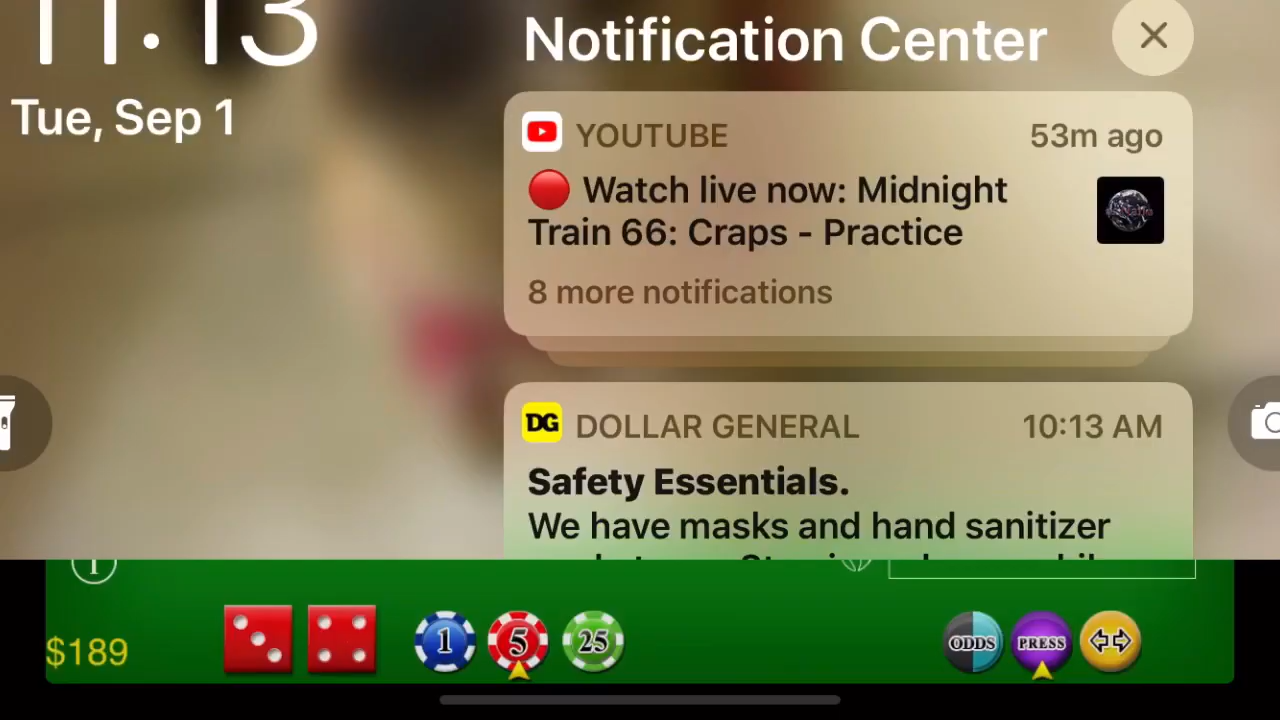 11:13
Tue, Sep 1
Notification Center
YOUTUBE
53m ago
Watch live now: Midnight
Train 66: Craps - Practice
8 more notifications
DG
DOLLAR GENERAL
10:13 AM
Safety Essentials.
We have masks and hand sanitizer
$189
1
5
25
ODDS
PRESS